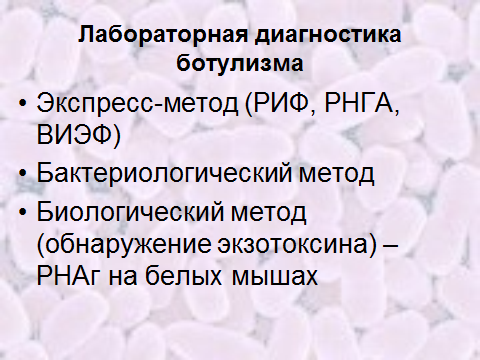 Лабораторная диагностика
ботулизма
• Экспресс-метод (РИФ, РНГА,
ВИЭФ)
• Бактериологический метод
• Биологический метод
(обнаружение экзотоксина) –
РНАг на белых мышах